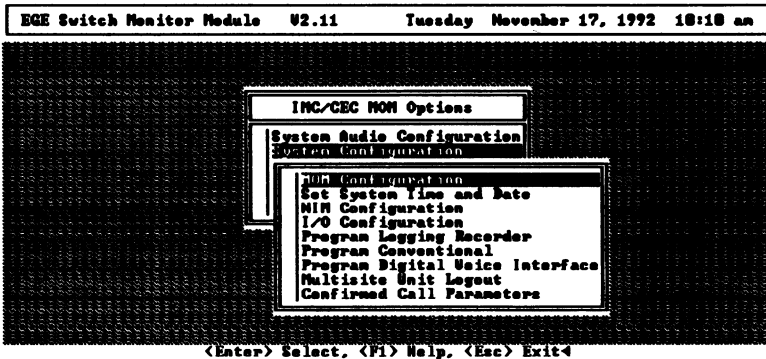 EGE Switch Monitor Module V2.11 Tuesday November 17, 1992 10:10 am
IMC/CEC MOM Options
System Audio Configuration
System Configuration
MOM Configuration
Set System Time and Date
NIM Configuration
I/O Configuration
Program Logging Recorder
Program Conventional
Program Digital Voice Interface
Multisite Unit Logout
Confirmed Call Parameters
<Enter> Select, <F1> Help, <Esc> Exit◄